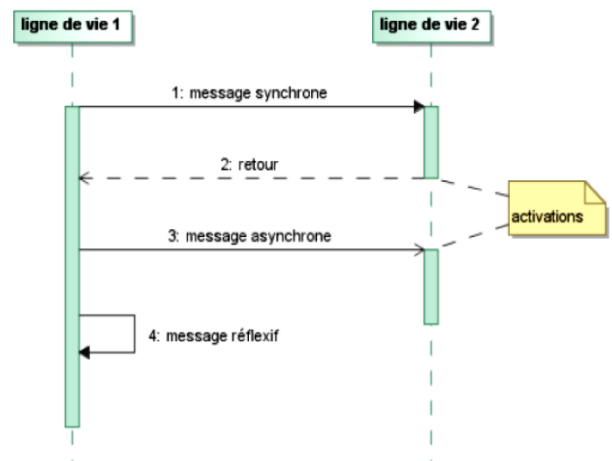 ligne de vie 1
ligne de vie 2
1: message synchrone
2: retour
activations
3: message asynchrone
4: message réflexif